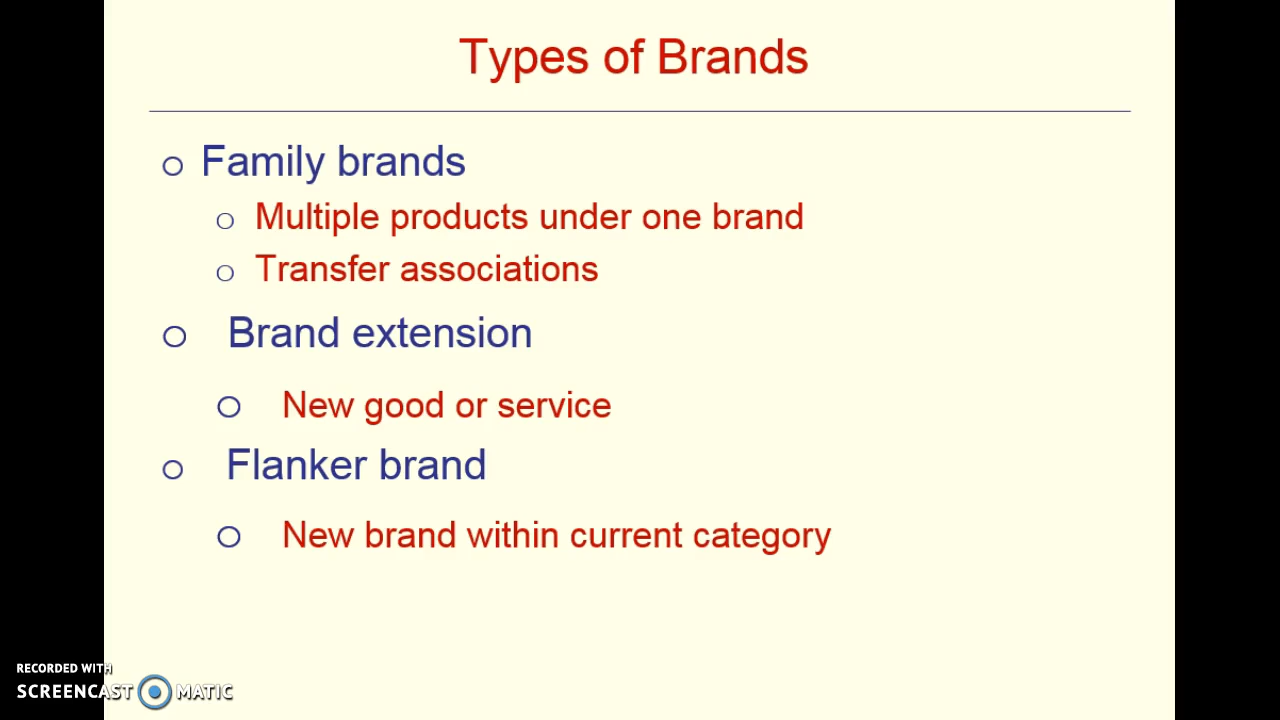 Types of Brands
Family brands
Multiple products under one brand
Transfer associations
Brand extension
New good or service
Flanker brand
New brand within current category
RECORDED WITH
SCREENCAST MATIC